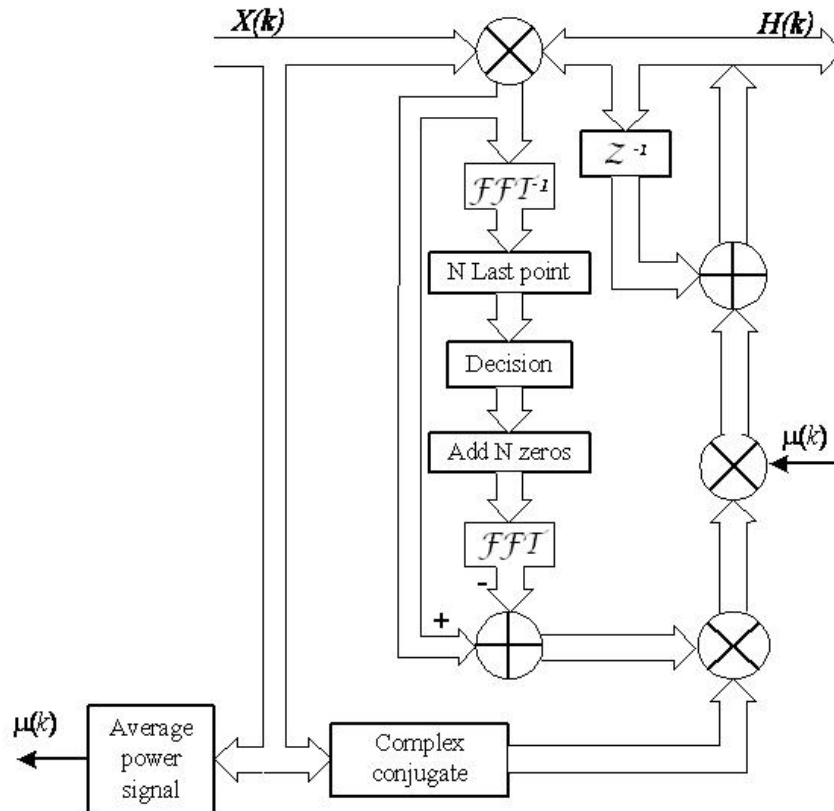 X(k)
H(k)
Z -1
FFT-1
N Last point
Decision
Add N zeros
μ(k)
FFT
-
+
μ(k)
Average
power
signal
Complex
conjugate